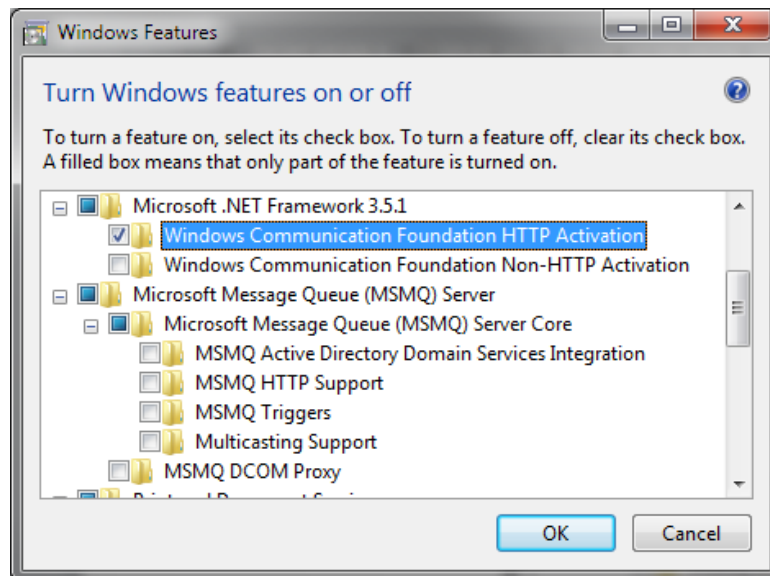 Windows Features
Turn Windows features on or off
To turn a feature on, select its check box. To turn a feature off, clear its check box.
A filled box means that only part of the feature is turned on.
Microsoft .NET Framework 3.5.1
Windows Communication Foundation HTTP Activation
Windows Communication Foundation Non-HTTP Activation
Microsoft Message Queue (MSMQ) Server
Microsoft Message Queue (MSMQ) Server Core
MSMQ Active Directory Domain Services Integration
MSMQ HTTP Support
MSMQ Triggers
Multicasting Support
MSMQ DCOM Proxy
OK
Cancel